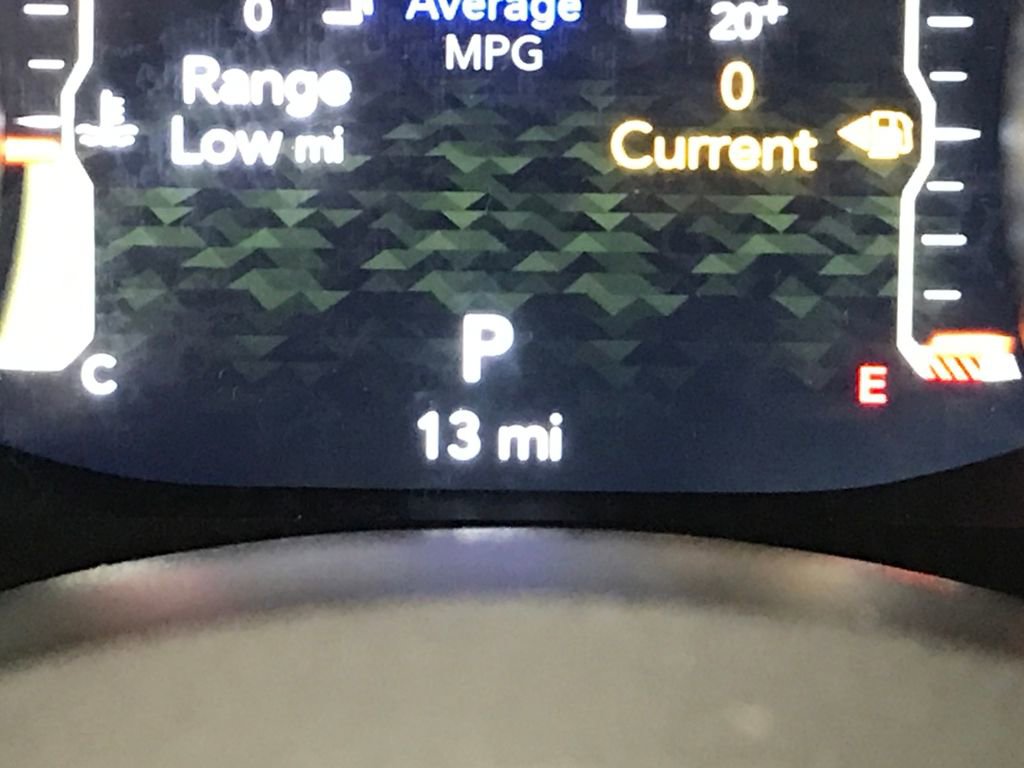 0
Average
20+
MPG
Range
0
Low mi
Current
P
C
E
13 mi